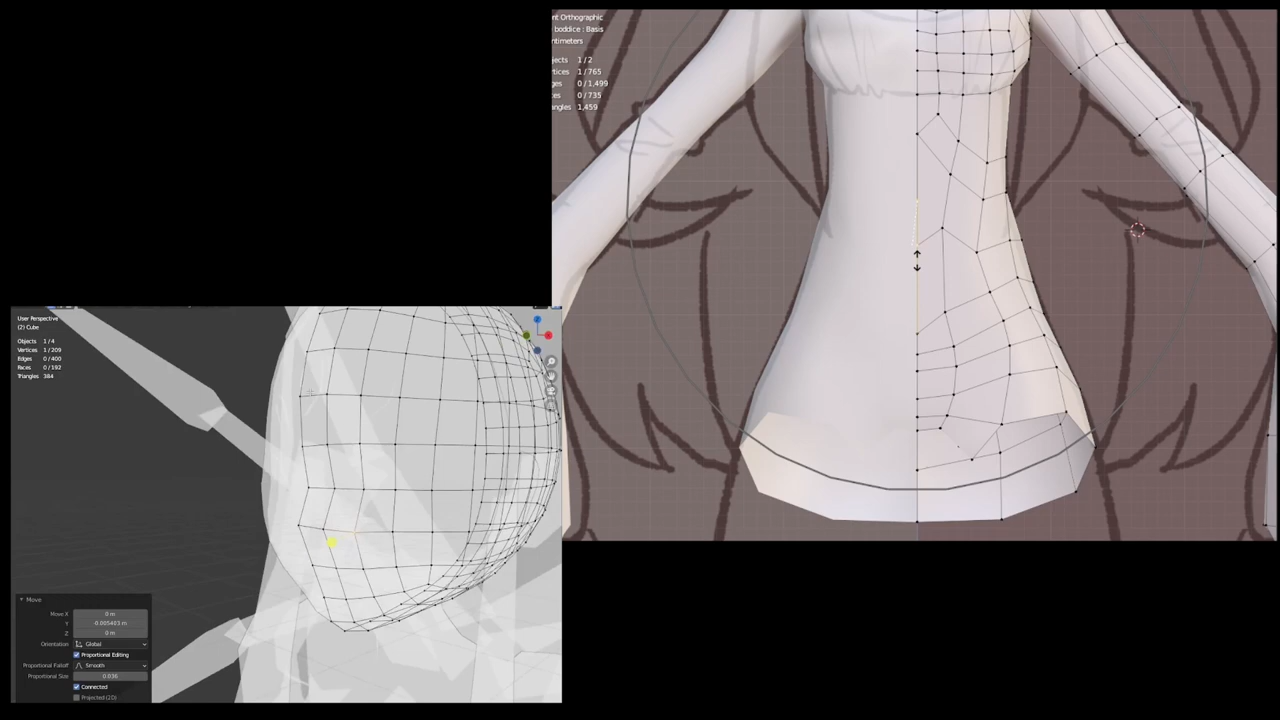 nt Orthographic
boddice : Basis
ntimeters
jects 1/2
rtices 1/765
ges 0/1,499
ces 0/735
angles 1,459
User Perspective
(2) Cube
Objects 1/4
Vertices 1/209
Edges 0/400
Faces 0/192
Triangles 384
Z
X
Move
Move X 0 m
Y -0.005403 m
Z 0 m
Orientation Global
Proportional Editing
Proportional Falloff Smooth
Proportional Size 0.036
Connected
Projected (2D)